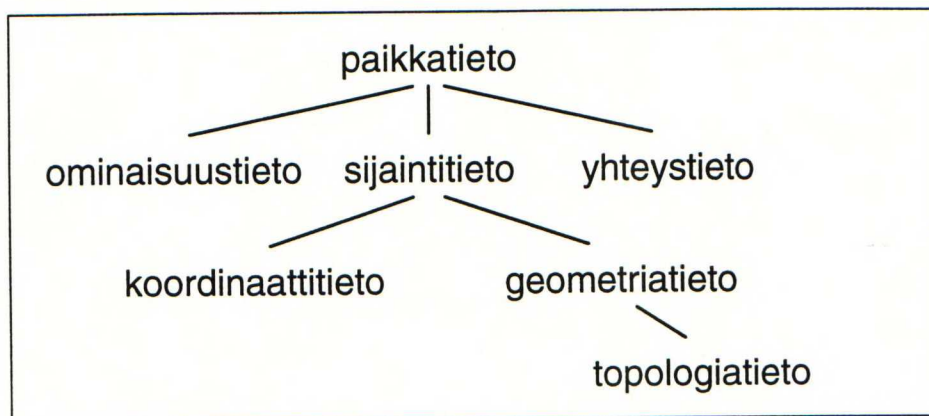 paikkatieto
ominaisuustieto sijaintitieto yhteystieto
koordinaattitieto geometriatieto
topologiatieto